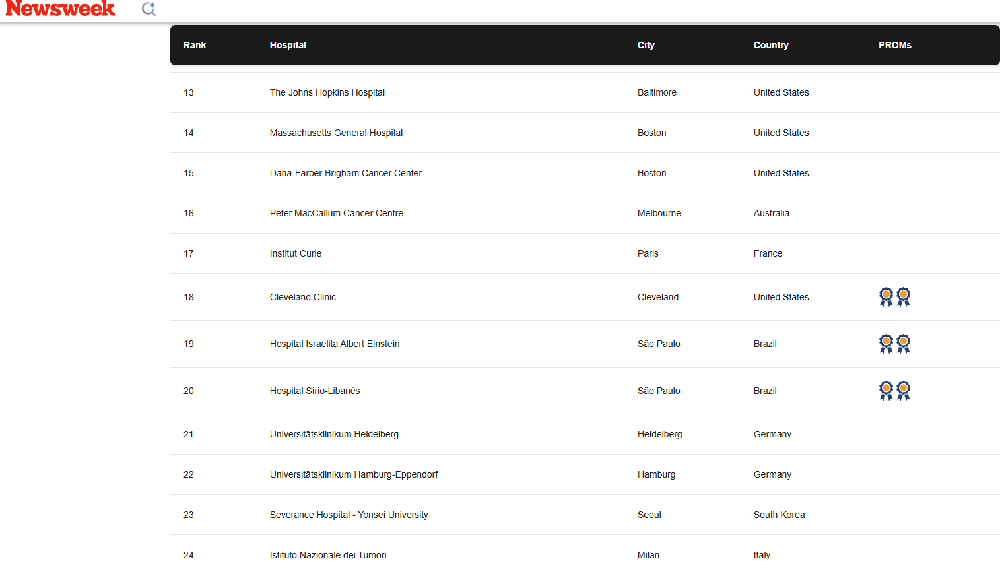 Newsweek
Rank Hospital City Country PROMs
13 The Johns Hopkins Hospital Baltimore United States
14 Massachusetts General Hospital Boston United States
15 Dana-Farber Brigham Cancer Center Boston United States
16 Peter MacCallum Cancer Centre Melbourne Australia
17 Institut Curie Paris France
18 Cleveland Clinic Cleveland United States
19 Hospital Israelita Albert Einstein São Paulo Brazil
20 Hospital Sírio-Libanês São Paulo Brazil
21 Universitätsklinikum Heidelberg Heidelberg Germany
22 Universitätsklinikum Hamburg-Eppendorf Hamburg Germany
23 Severance Hospital - Yonsei University Seoul South Korea
24 Istituto Nazionale dei Tumori Milan Italy